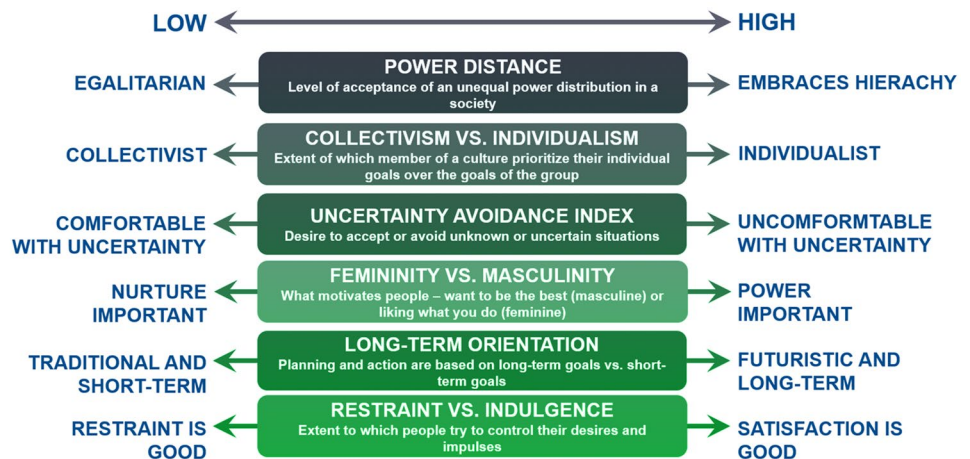 LOW
HIGH
EGALITARIAN
POWER DISTANCE
Level of acceptance of an unequal power distribution in a
society
EMBRACES HIERACHY
COLLECTIVIST
COLLECTIVISM VS. INDIVIDUALISM
Extent of which member of a culture prioritize their individual
goals over the goals of the group
INDIVIDUALIST
COMFORTABLE
WITH UNCERTAINTY
UNCERTAINTY AVOIDANCE INDEX
Desire to accept or avoid unknown or uncertain situations
UNCOMFORMTABLE
WITH UNCERTAINTY
NURTURE
IMPORTANT
FEMININITY VS. MASCULINITY
What motivates people – want to be the best (masculine) or
liking what you do (feminine)
POWER
IMPORTANT
TRADITIONAL AND
SHORT-TERM
LONG-TERM ORIENTATION
Planning and action are based on long-term goals vs. short-
term goals
FUTURISTIC AND
LONG-TERM
RESTRAINT IS
GOOD
RESTRAINT VS. INDULGENCE
Extent to which people try to control their desires and
impulses
SATISFACTION IS
GOOD